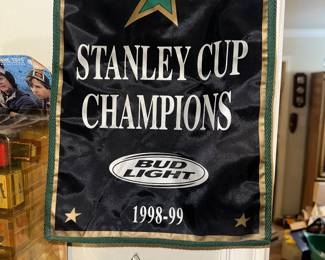 STANLEY CUP
CHAMPIONS
BUD
LIGHT
1998-99